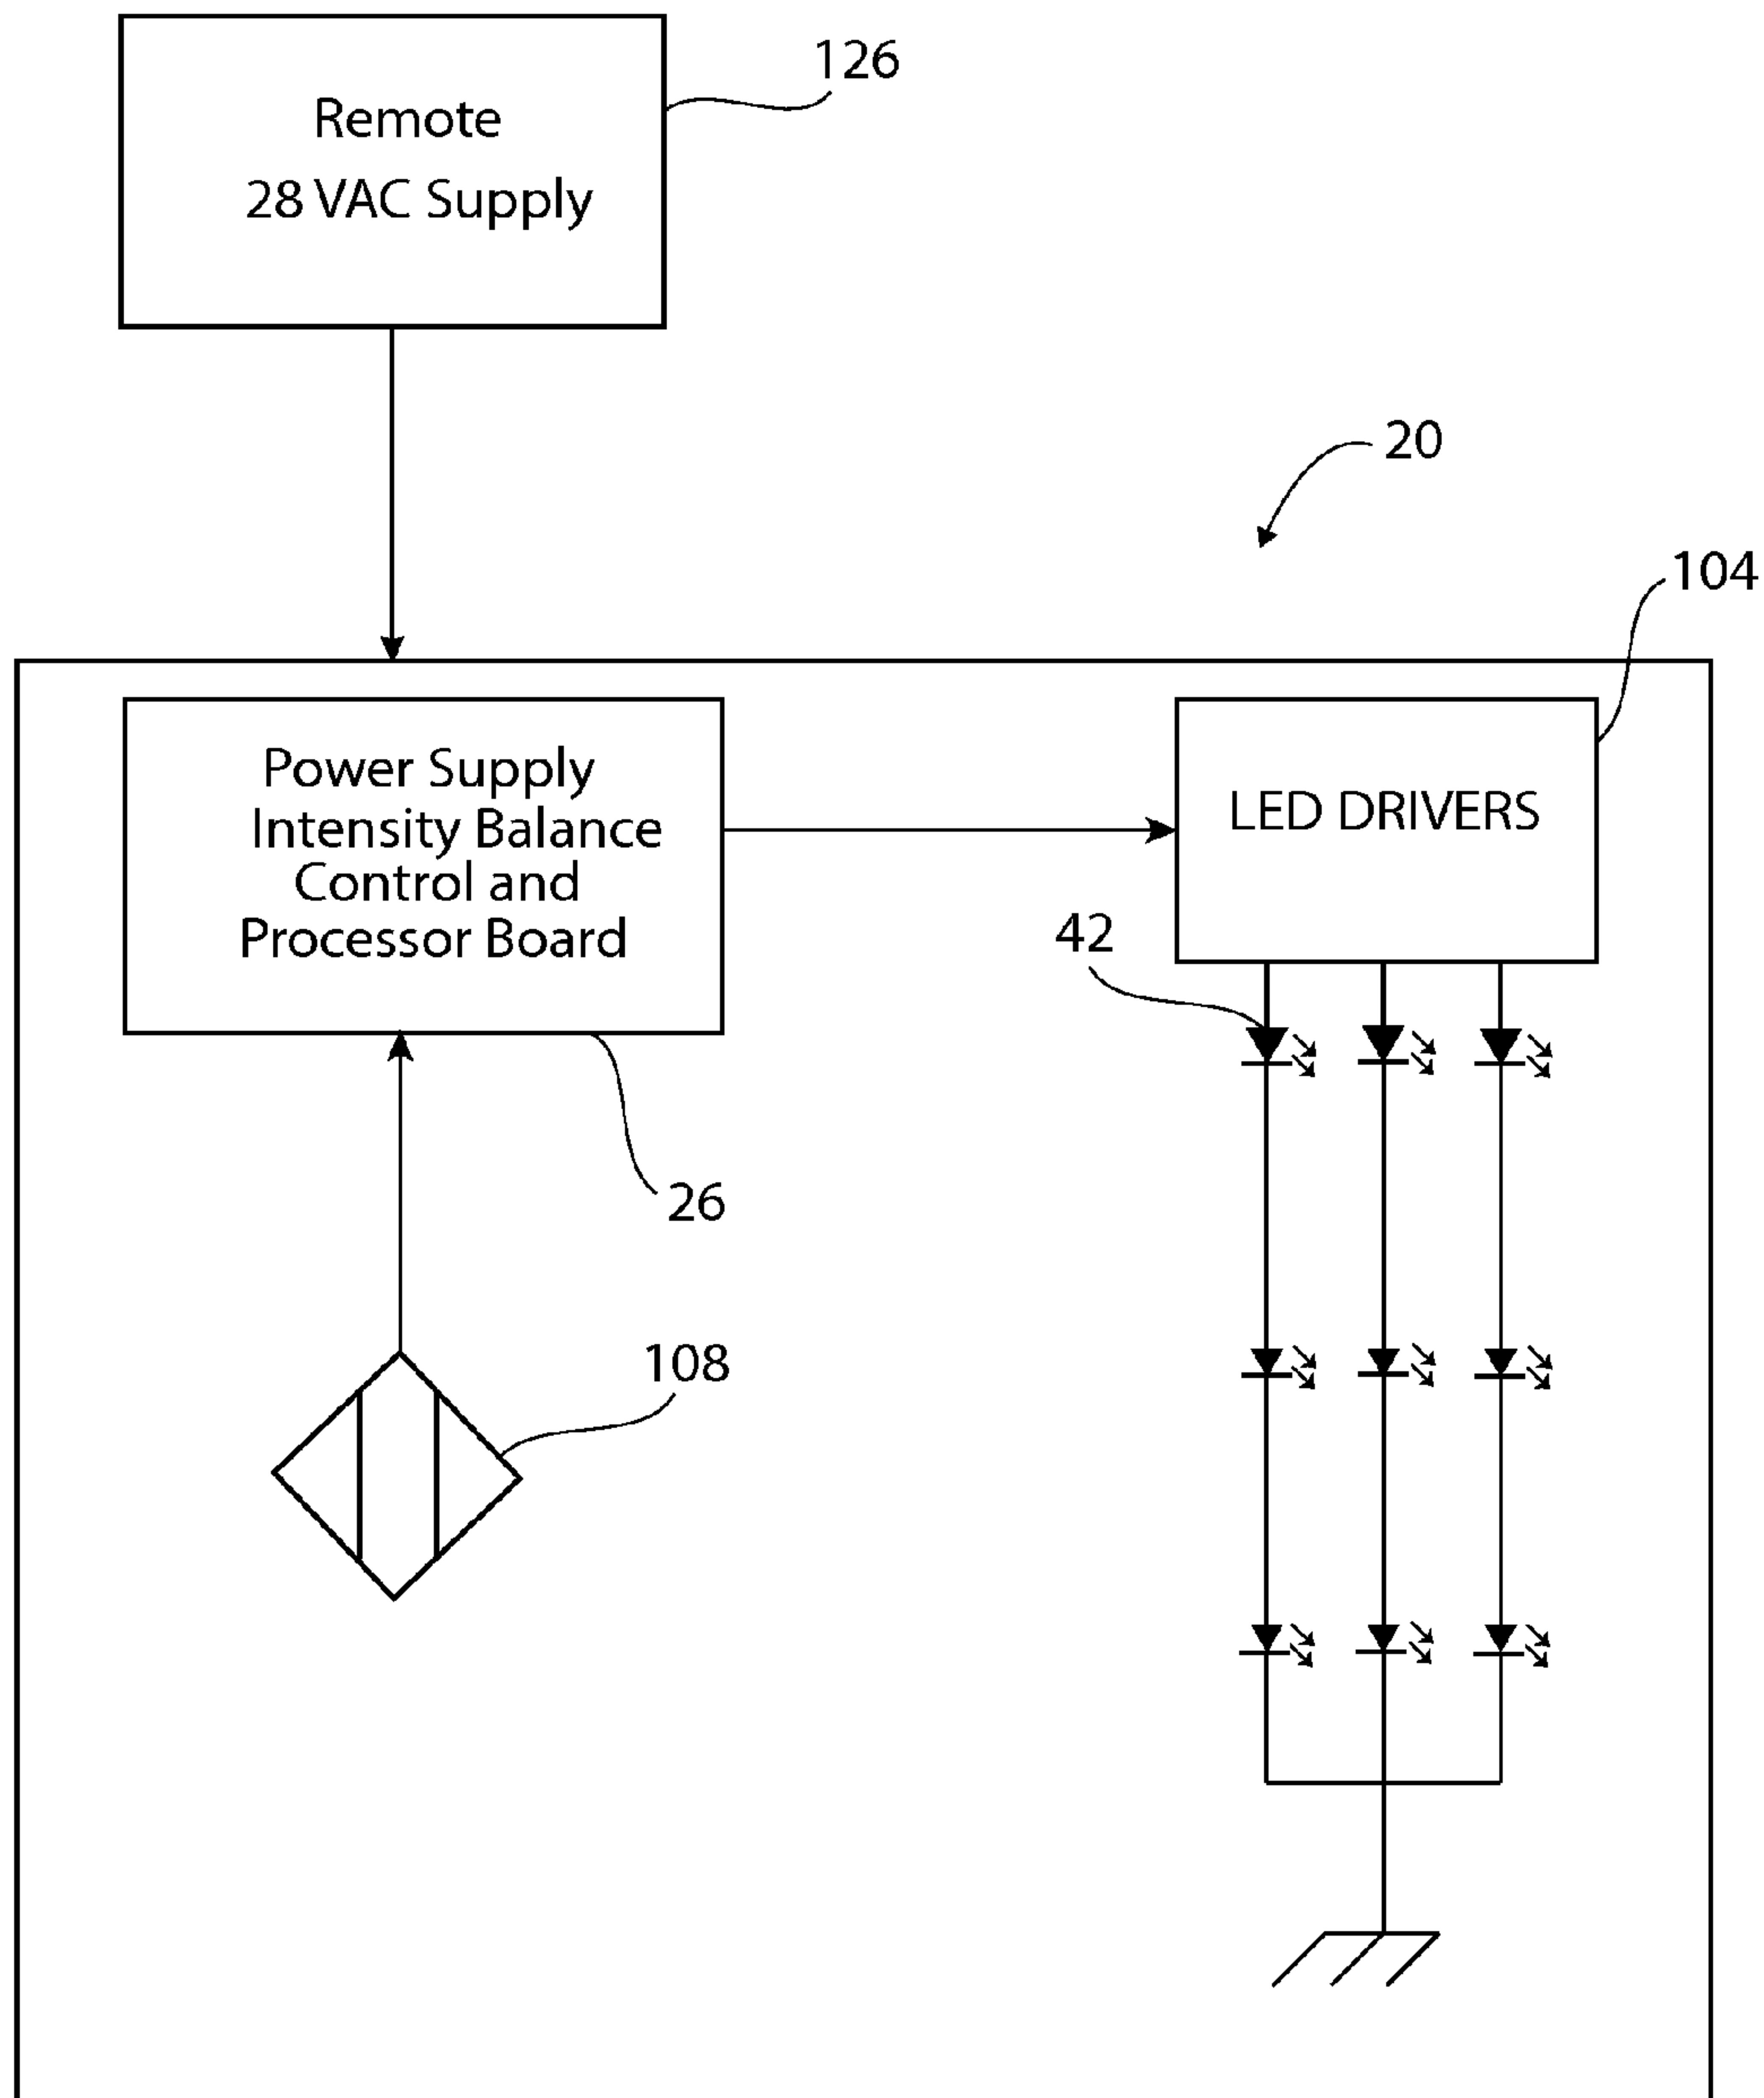 126
Remote
28 VAC Supply
20
104
Power Supply
Intensity Balance
Control and
Processor Board
LED DRIVERS
42
26
108